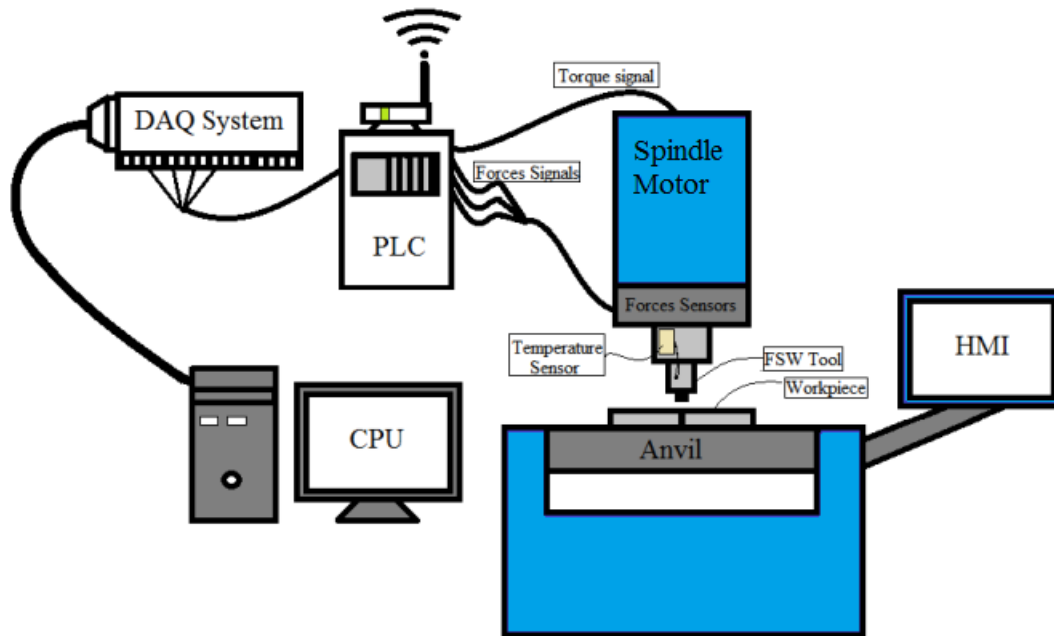 Torque signal
DAQ System
Spindle
Motor
Forces Signals
PLC
Forces Sensors
Temperature
Sensor
FSW Tool
HMI
Workpiece
CPU
Anvil